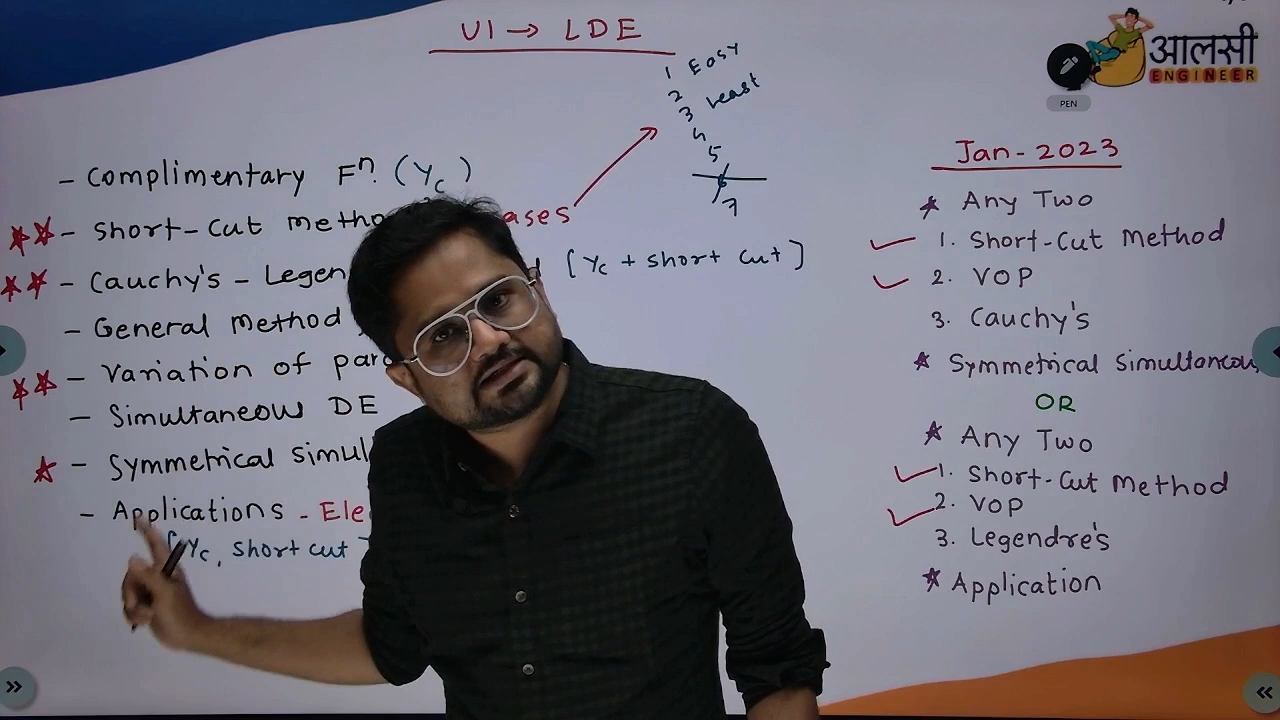 UI → LDE
1 Easy
2
3 Least
4
5
6
7
आलसी
ENGINEER
PEN
- Complimentary Fⁿ. (Yc)
** - Short-Cut metho
ases
** - Cauchy's - Legen
[Yc + short cut]
- General Method
** - Variation of para
- Simultaneous DE
* - Symmetrical simul
- Applications - Ele
[Yc, short cut
Jan - 2023
* Any Two
✓ 1. Short-Cut Method
✓ 2. VOP
3. Cauchy's
* Symmetrical Simultaneou
OR
* Any Two
✓ 1. Short-Cut Method
✓ 2. VOP
3. Legendre's
* Application